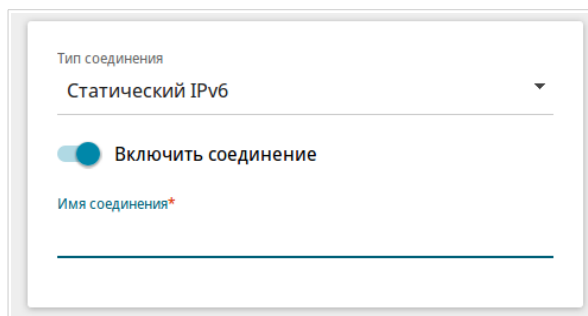 Тип соединения
Статический IPv6
Включить соединение
Имя соединения*